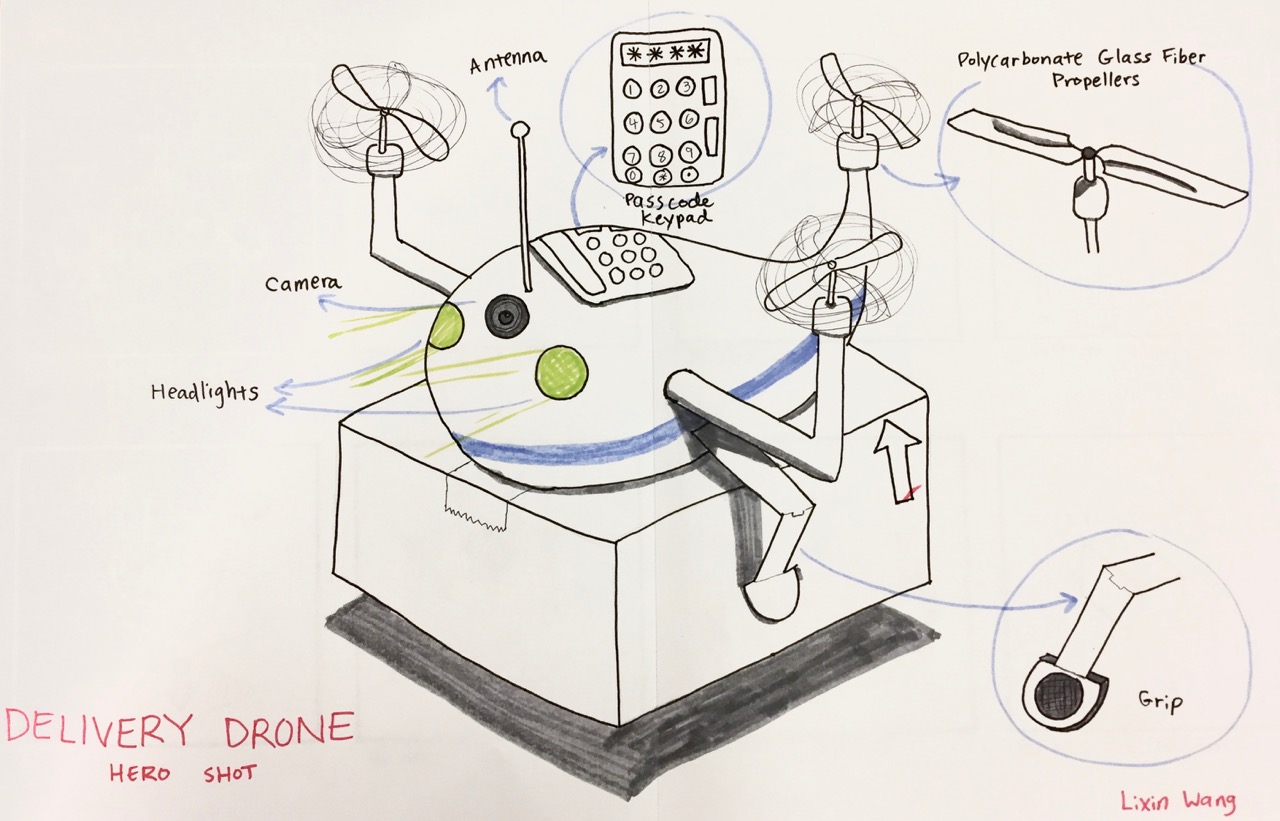 Antenna
* * * *
1 2 3
4 5 6
7 8 9
0 * •
Passcode
Keypad
Polycarbonate Glass Fiber
Propellers
Camera
Headlights
Grip
DELIVERY DRONE
HERO SHOT
Lixin Wang